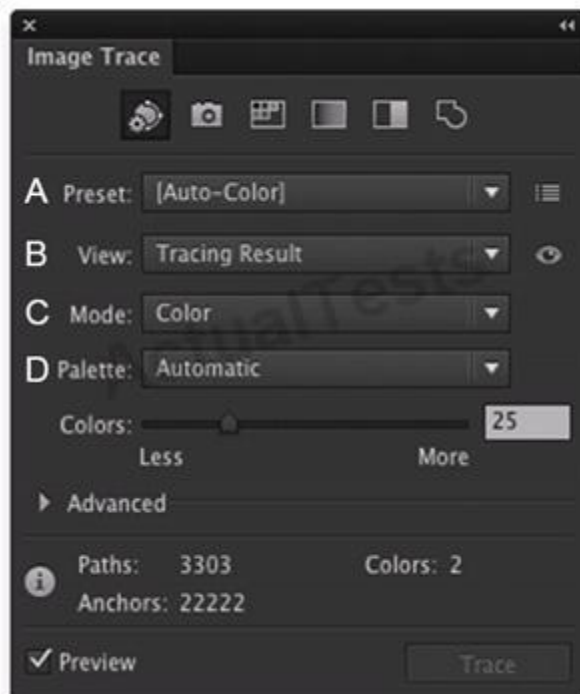 Image Trace
A Preset: [Auto-Color]
B View: Tracing Result
C Mode: Color
D Palette: Automatic
Colors: 25
Less More
Advanced
Paths: 3303 Colors: 2
Anchors: 22222
Preview Trace
ActualTests